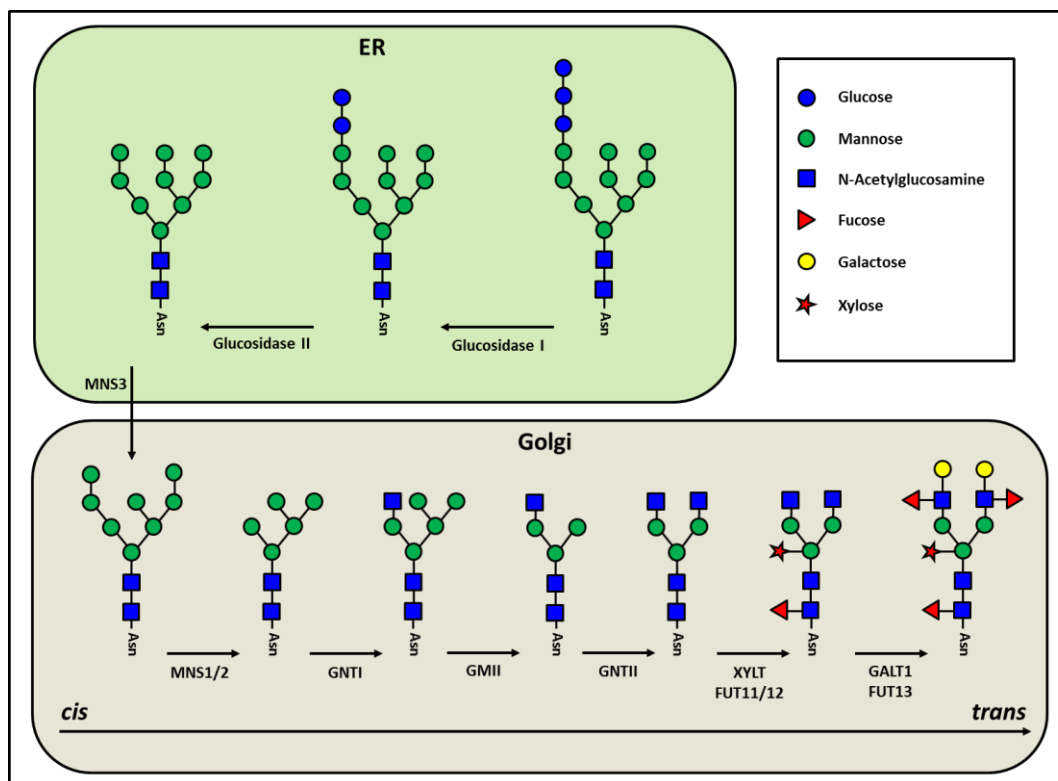 ER
Glucose
Mannose
N-Acetylglucosamine
Fucose
Galactose
Xylose
Asn
Asn
Asn
Glucosidase II
Glucosidase I
MNS3
Golgi
Asn
Asn
Asn
Asn
Asn
Asn
Asn
MNS1/2
GNTI
GMII
GNTII
XYLT
FUT11/12
GALT1
FUT13
cis
trans